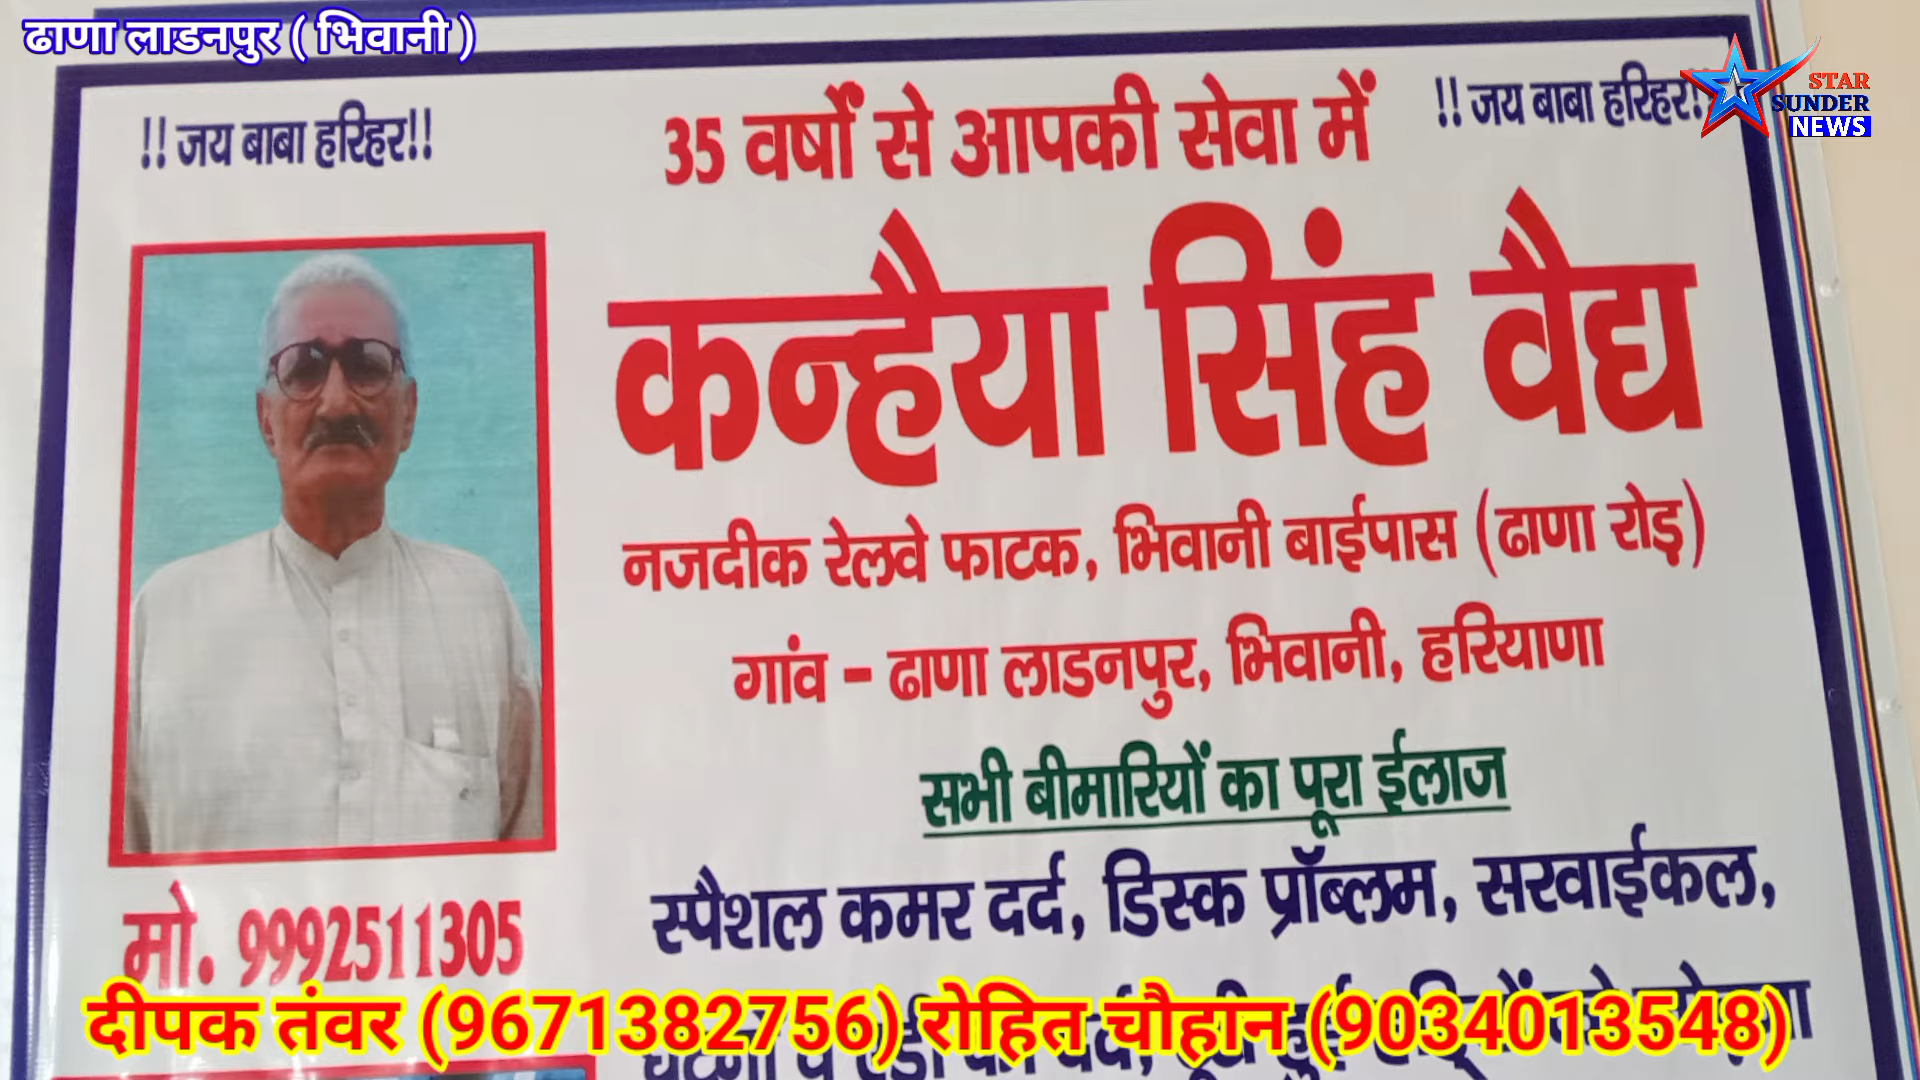 ढाणा लाडनपुर ( भिवानी )
STAR
SUNDER
NEWS
!! जय बाबा हरिहर!!
35 वर्षों से आपकी सेवा में
!! जय बाबा हरिहर!!
कन्हैया सिंह वैद्य
नजदीक रेलवे फाटक, भिवानी बाईपास (ढाणा रोड़)
गांव - ढाणा लाडनपुर, भिवानी, हरियाणा
सभी बीमारियों का पूरा ईलाज
स्पैशल कमर दर्द, डिस्क प्रॉब्लम, सरवाईकल,
मो. 9992511305
दीपक तंवर (9671382756) रोहित चौहान (9034013548)